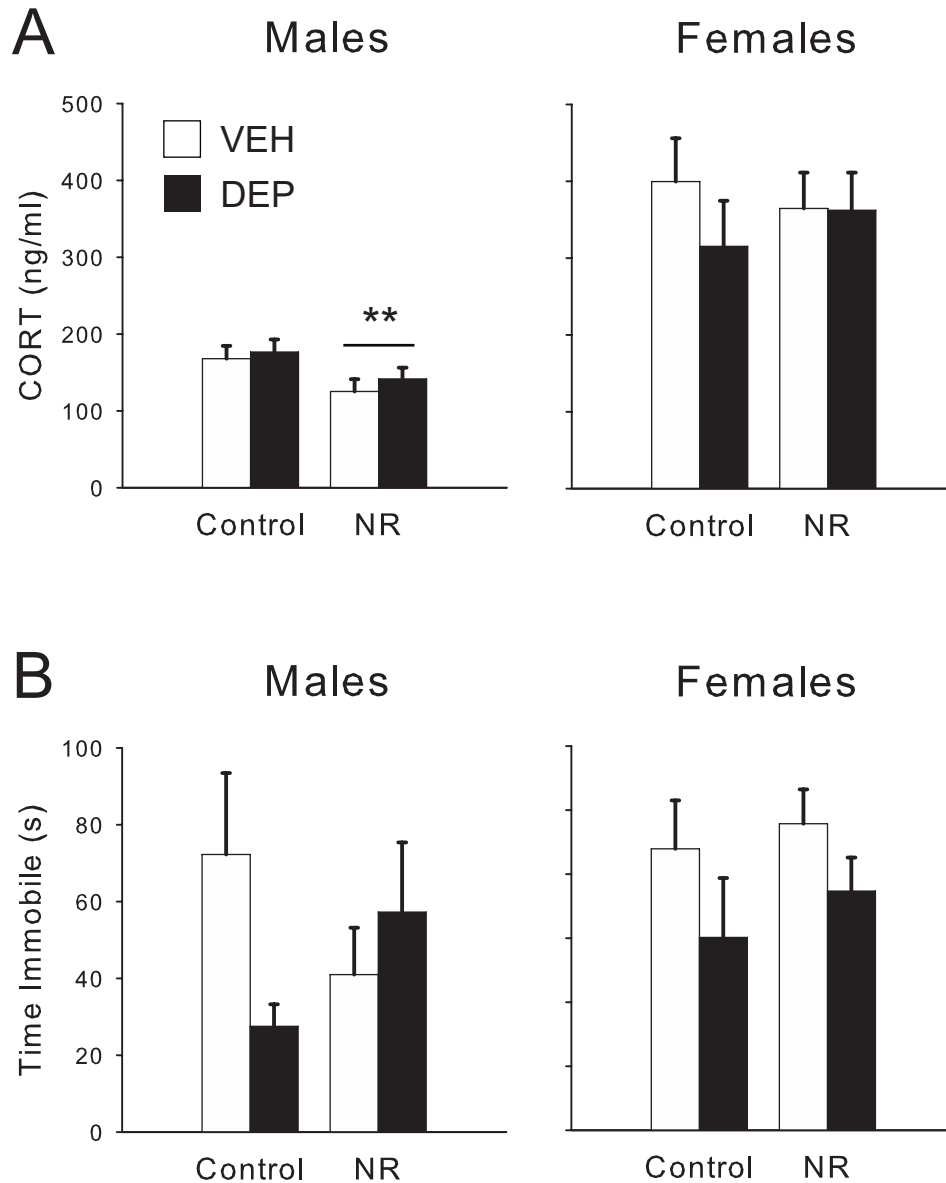 A
Males
Females
500
400
300
200
100
0
CORT (ng/ml)
VEH
DEP
**
Control NR
Control NR
B
Males
Females
100
80
60
40
20
0
Time Immobile (s)
Control NR
Control NR